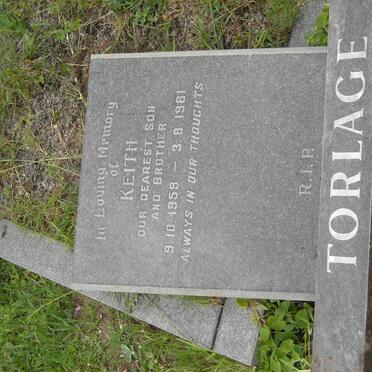 In Loving Memory
of
KEITH
OUR DEAREST SON
AND BROTHER
9.10.1959 — 3.8.1981
ALWAYS IN OUR THOUGHTS
R.I.P.
TORLAGE